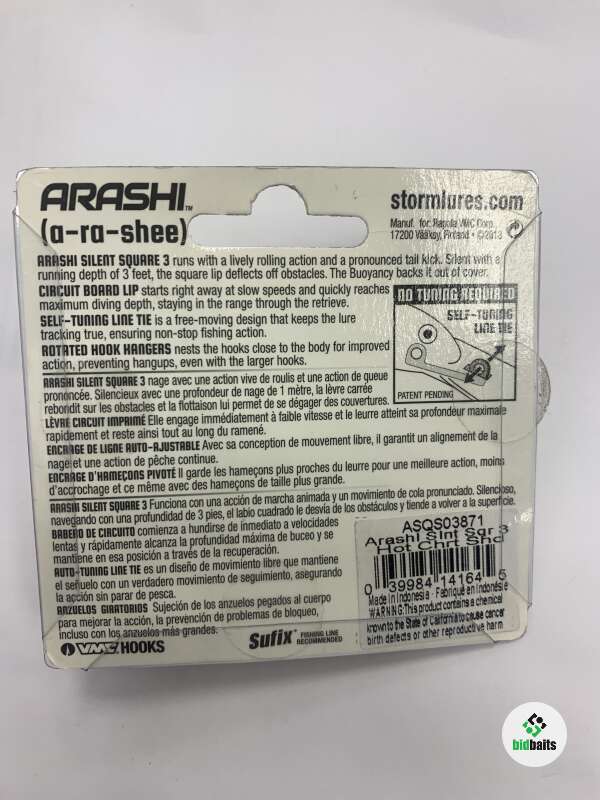 ARASHI™
(a-ra-shee)
stormlures.com
Manuf. for: Rapala VMC Corp.
17200 Vääksy, Finland • ©2013
ARASHI SILENT SQUARE 3 runs with a lively rolling action and a pronounced tail kick. Silent with a
running depth of 3 feet, the square lip deflects off obstacles. The Buoyancy backs it out of cover.
CIRCUIT BOARD LIP starts right away at slow speeds and quickly reaches
maximum diving depth, staying in the range through the retrieve.
SELF-TUNING LINE TIE is a free-moving design that keeps the lure
tracking true, ensuring non-stop fishing action.
ROTATED HOOK HANGERS nests the hooks close to the body for improved
action, preventing hangups, even with the larger hooks.
NO TUNING REQUIRED
SELF-TUNING
LINE TIE
PATENT PENDING
ARASHI SILENT SQUARE 3 nage avec une action vive de roulis et une action de queue
prononcée. Silencieux avec une profondeur de nage de 1 mètre, la lèvre carrée
rebondit sur les obstacles et la flottaison lui permet de se dégager des couvertures.
LÈVRE CIRCUIT IMPRIMÉ Elle engage immédiatement à faible vitesse et le leurre atteint sa profondeur maximale
rapidement et reste ainsi tout au long du ramené.
ENCRAGE DE LIGNE AUTO-AJUSTABLE Avec sa conception de mouvement libre, il garantit un alignement de la
nage et une action de pêche continue.
ENCRAGE D'HAMEÇONS PIVOTÉ Il garde les hameçons plus proches du leurre pour une meilleure action, moins
d'accrochage et ce même avec des hameçons de taille plus grande.
ARASHI SILENT SQUARE 3 Funciona con una acción de marcha animada y un movimiento de cola pronunciado. Silencioso,
navegando con una profundidad de 3 pies, el labio cuadrado le desvía de los obstáculos y tiende a volver a la superficie.
BABERO DE CIRCUITO comienza a hundirse de inmediato a velocidades
lentas y rápidamente alcanza la profundidad máxima de buceo y se
mantiene en esa posición a través de la recuperación.
AUTO-TUNING LINE TIE es un diseño de movimiento libre que mantiene
el señuelo con un verdadero movimiento de seguimiento, asegurando
la acción sin parar de pesca.
ANZUELOS GIRATORIOS Sujeción de los anzuelos pegados al cuerpo
para mejorar la acción, la prevención de problemas de bloqueo,
incluso con los anzuelos más grandes.
VMC HOOKS
Sufix FISHING LINE
RECOMMENDED
ASQS03871
Arashi Slnt Sqr 3
Hot Chrt Shd
0 39984 14164 5
Made in Indonesia - Fabriqué en Indonésie
WARNING:This product contains a chemical
known to the State of California to cause cancer
birth defects or other reproductive harm
bidbaits